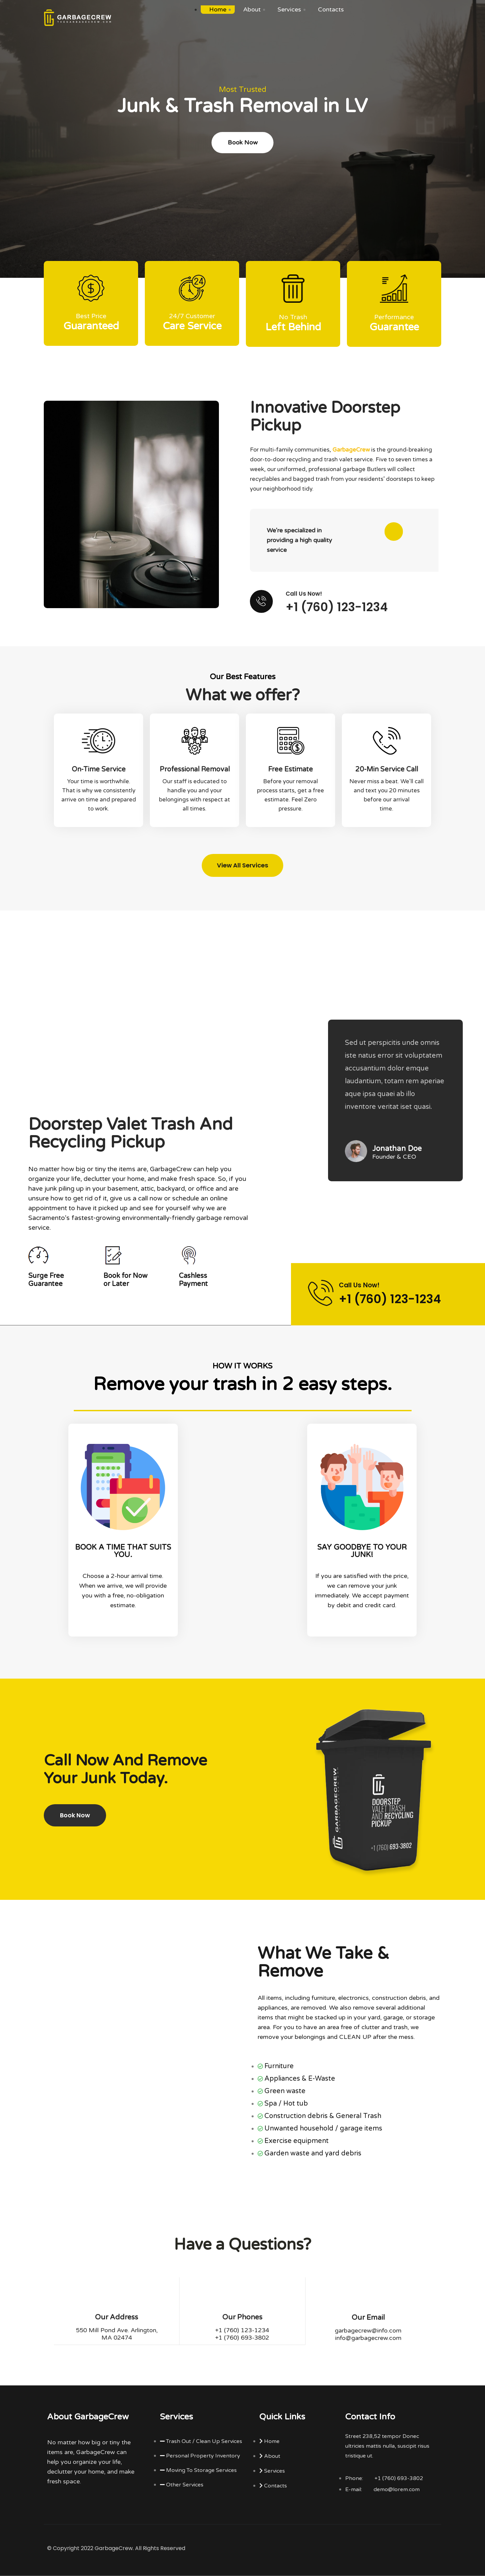 GARBAGECREW
Home
About
Services
Contacts
Most Trusted
Junk & Trash Removal in LV
Book Now
Best Price
Guaranteed
24
24/7 Customer
Care Service
No Trash
Left Behind
Performance
Guarantee
Innovative Doorstep
Pickup
For multi-family communities, GarbageCrew is the ground-breaking
door-to-door recycling and trash valet service. Five to seven times a
week, our uniformed, professional garbage Butlers will collect
recyclables and bagged trash from your residents' doorsteps to keep
your neighborhood tidy.
We're specialized in
providing a high quality
service
Call Us Now!
+1 (760) 123-1234
Our Best Features
What we offer?
On-Time Service
Your time is worthwhile.
That is why we consistently
arrive on time and prepared
to work.
Professional Removal
Our staff is educated to
handle you and your
belongings with respect at
all times.
Free Estimate
Before your removal
process starts, get a free
estimate. Feel Zero
pressure.
20-Min Service Call
Never miss a beat. We'll call
and text you 20 minutes
before our arrival
time.
View All Services
Sed ut perspicitis unde omnis
iste natus error sit voluptatem
accusantium dolor emque
laudantium, totam rem aperiae
aque ipsa quaei ab illo
inventore veritat iset quasi.
Jonathan Doe
Founder & CEO
Doorstep Valet Trash And
Recycling Pickup
No matter how big or tiny the items are, GarbageCrew can help you
organize your life, declutter your home, and make fresh space. So, if you
have junk piling up in your basement, attic, backyard, or office and are
unsure how to get rid of it, give us a call now or schedule an online
appointment to have it picked up and see for yourself why we are
Sacramento's fastest-growing environmentally-friendly garbage removal
service.
Surge Free
Guarantee
Book for Now
or Later
Cashless
Payment
Call Us Now!
+1 (760) 123-1234
HOW IT WORKS
Remove your trash in 2 easy steps.
BOOK A TIME THAT SUITS
YOU.
Choose a 2-hour arrival time.
When we arrive, we will provide
you with a free, no-obligation
estimate.
SAY GOODBYE TO YOUR
JUNK!
If you are satisfied with the price,
we can remove your junk
immediately. We accept payment
by debit and credit card.
Call Now And Remove
Your Junk Today.
Book Now
GARBAGECREW
DOORSTEP
VALET TRASH
AND RECYCLING
PICKUP
+1 (760) 693-3802
What We Take &
Remove
All items, including furniture, electronics, construction debris, and
appliances, are removed. We also remove several additional
items that might be stacked up in your yard, garage, or storage
area. For you to have an area free of clutter and trash, we
remove your belongings and CLEAN UP after the mess.
Furniture
Appliances & E-Waste
Green waste
Spa / Hot tub
Construction debris & General Trash
Unwanted household / garage items
Exercise equipment
Garden waste and yard debris
Have a Questions?
Our Address
550 Mill Pond Ave. Arlington,
MA 02474
Our Phones
+1 (760) 123-1234
+1 (760) 693-3802
Our Email
garbagecrew@info.com
info@garbagecrew.com
About GarbageCrew
No matter how big or tiny the
items are, GarbageCrew can
help you organize your life,
declutter your home, and make
fresh space.
Services
Trash Out / Clean Up Services
Personal Property Inventory
Moving To Storage Services
Other Services
Quick Links
Home
About
Services
Contacts
Contact Info
Street 238,52 tempor Donec
ultricies mattis nulla, suscipit risus
tristique ut.
Phone: +1 (760) 693-3802
E-mail: demo@lorem.com
© Copyright 2022 GarbageCrew. All Rights Reserved